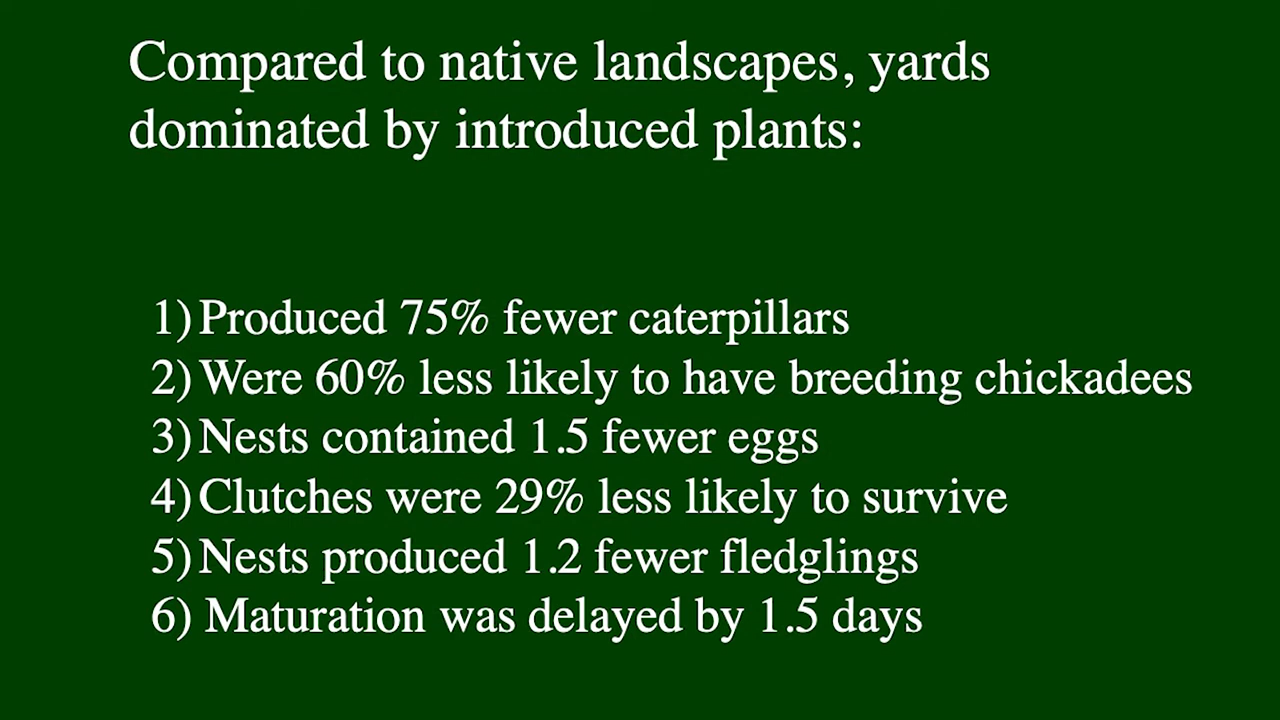 Compared to native landscapes, yards
dominated by introduced plants:
1) Produced 75% fewer caterpillars
2) Were 60% less likely to have breeding chickadees
3) Nests contained 1.5 fewer eggs
4) Clutches were 29% less likely to survive
5) Nests produced 1.2 fewer fledglings
6) Maturation was delayed by 1.5 days